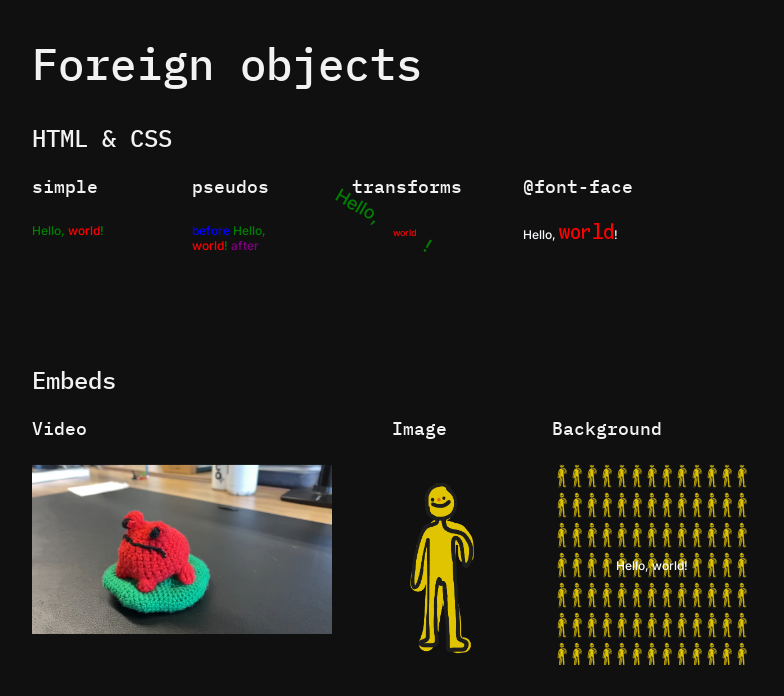 Foreign objects
HTML & CSS
simple
pseudos
transforms
@font-face
Hello, world!
before Hello,
world! after
Hello,
world
!
Hello, world!
Embeds
Video
Image
Background
Hello, world!